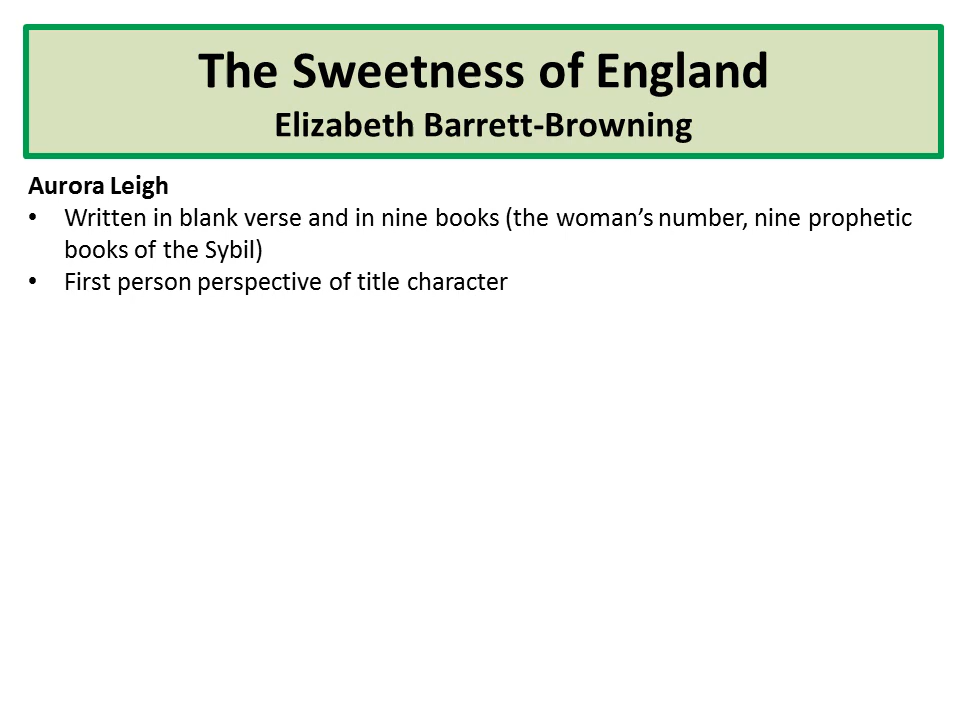 The Sweetness of England
Elizabeth Barrett-Browning
Aurora Leigh
• Written in blank verse and in nine books (the woman’s number, nine prophetic
books of the Sybil)
• First person perspective of title character